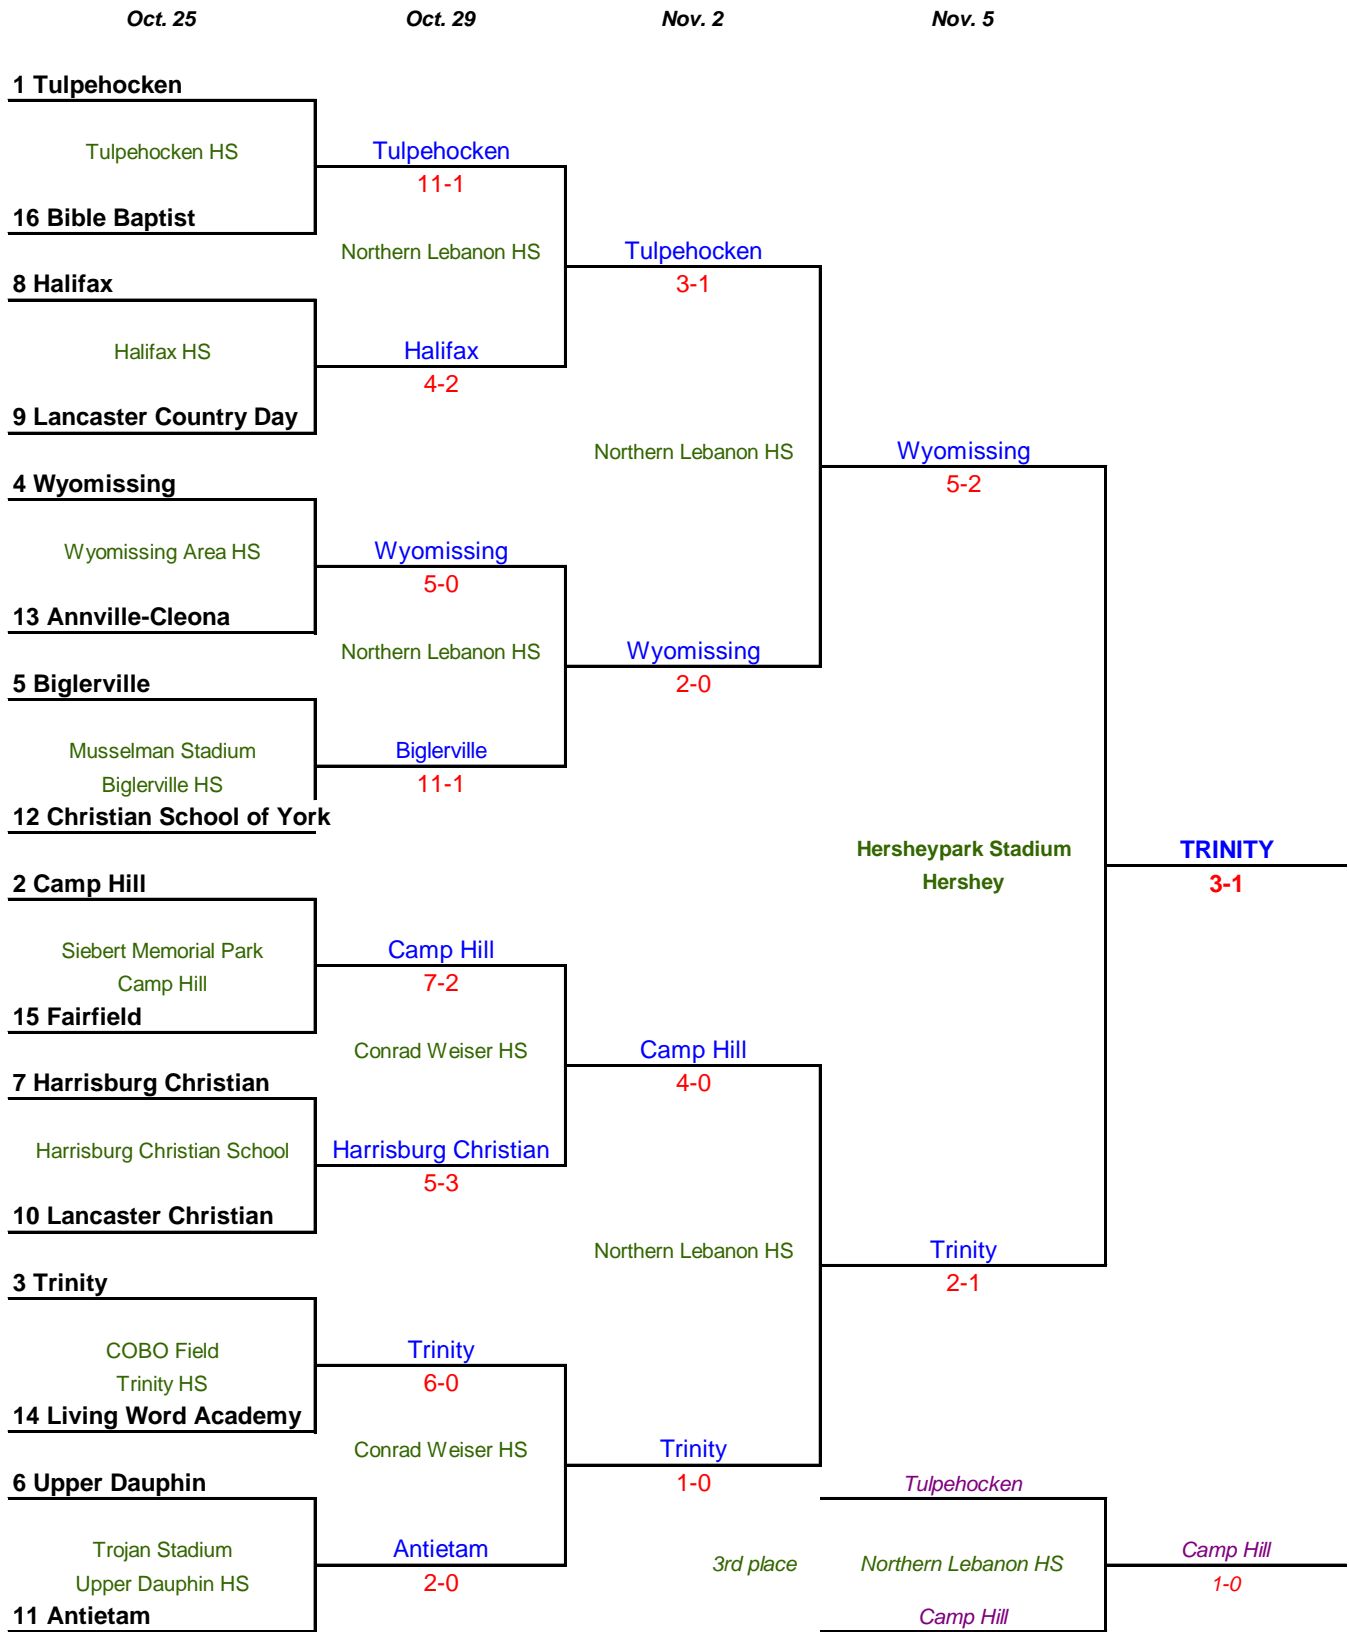 Oct. 25 Oct. 29 Nov. 2 Nov. 5
1 Tulpehocken
Tulpehocken HS
Tulpehocken
11-1
16 Bible Baptist
Northern Lebanon HS
Tulpehocken
3-1
8 Halifax
Halifax HS
Halifax
4-2
9 Lancaster Country Day
Northern Lebanon HS
Wyomissing
5-2
4 Wyomissing
Wyomissing Area HS
Wyomissing
5-0
13 Annville-Cleona
Northern Lebanon HS
Wyomissing
2-0
5 Biglerville
Musselman Stadium
Biglerville HS
Biglerville
11-1
12 Christian School of York
Hersheypark Stadium
Hershey
TRINITY
3-1
2 Camp Hill
Siebert Memorial Park
Camp Hill
Camp Hill
7-2
15 Fairfield
Conrad Weiser HS
Camp Hill
4-0
7 Harrisburg Christian
Harrisburg Christian School
Harrisburg Christian
5-3
10 Lancaster Christian
Northern Lebanon HS
Trinity
2-1
3 Trinity
COBO Field
Trinity HS
Trinity
6-0
14 Living Word Academy
Conrad Weiser HS
Trinity
1-0
6 Upper Dauphin
Trojan Stadium
Upper Dauphin HS
Antietam
2-0
11 Antietam
Tulpehocken
3rd place
Northern Lebanon HS
Camp Hill
1-0
Camp Hill